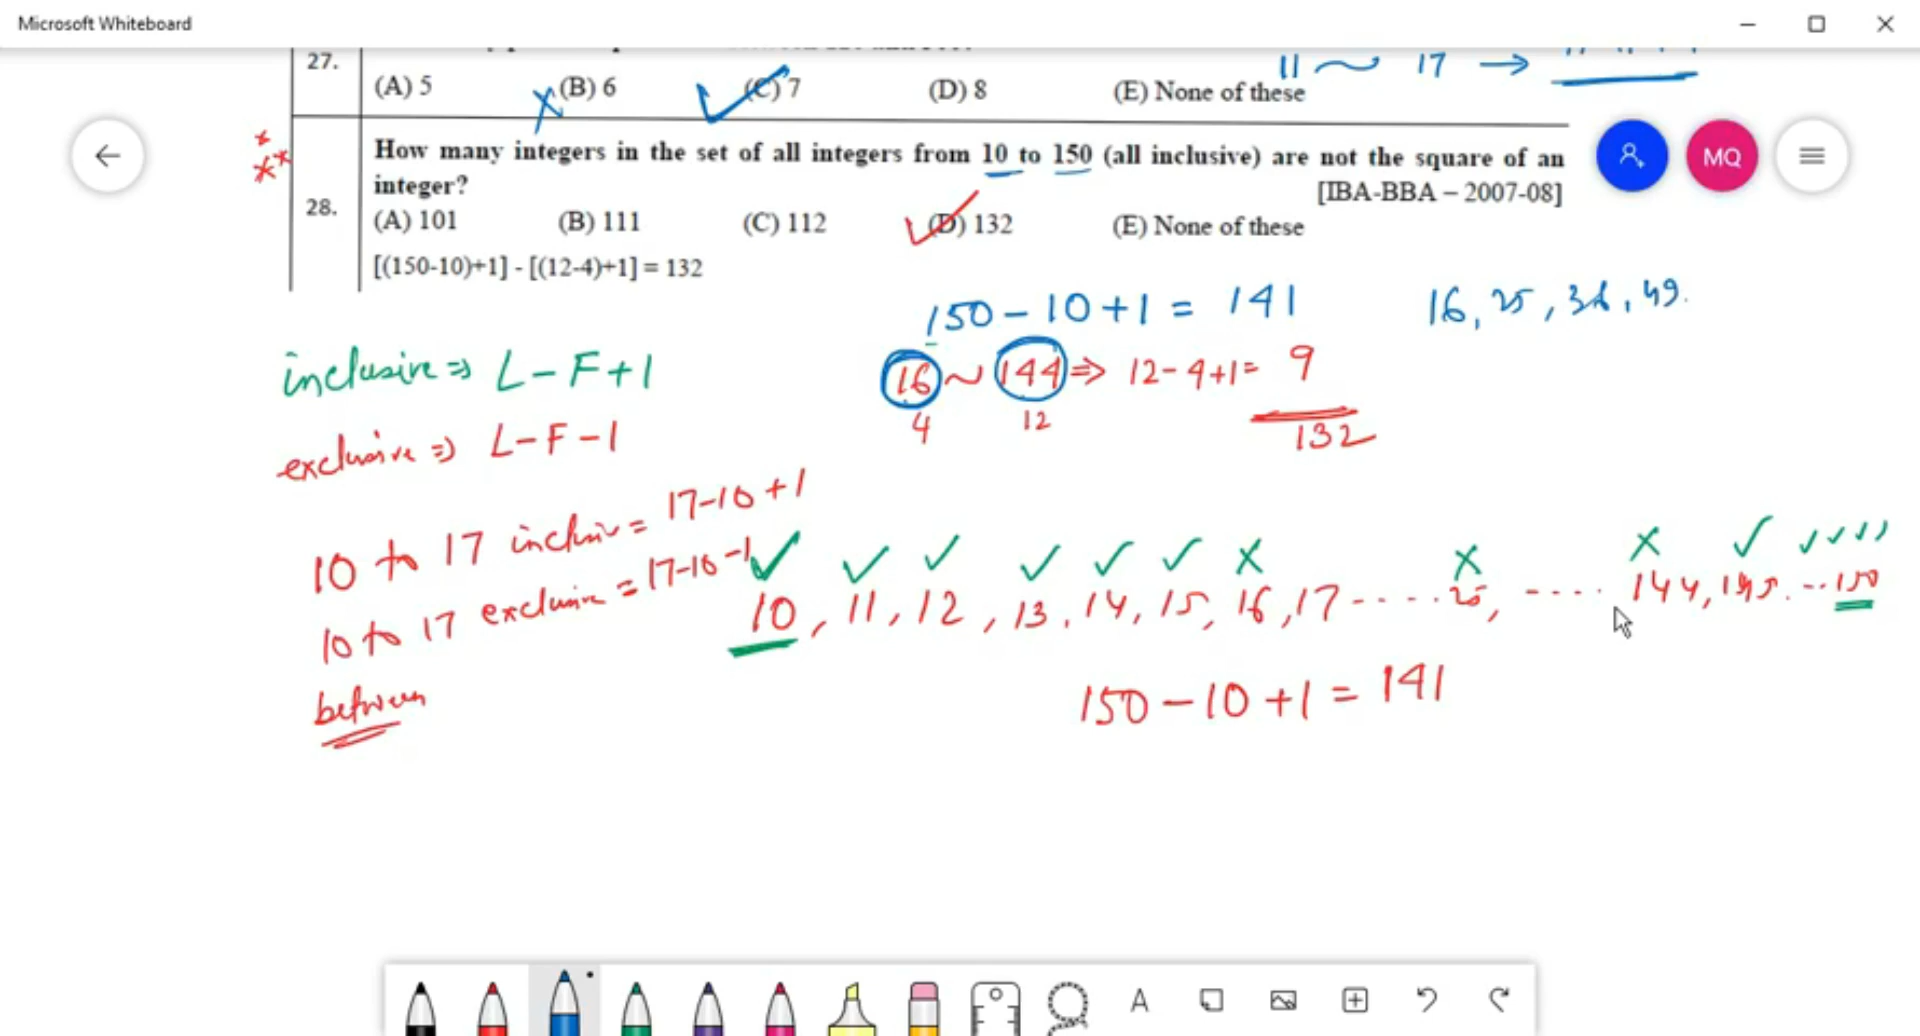 Microsoft Whiteboard
27.
(A) 5 (B) 6 (C) 7 (D) 8 (E) None of these
11 ~ 17 →
How many integers in the set of all integers from 10 to 150 (all inclusive) are not the square of an
integer? [IBA-BBA – 2007-08]
28.
(A) 101 (B) 111 (C) 112 (D) 132 (E) None of these
[(150-10)+1] - [(12-4)+1] = 132
MQ
150 - 10 + 1 = 141
16, 25, 36, 49.
inclusive ⇒ L - F + 1
16 ~ 144 ⇒ 12 - 4 + 1 = 9
4 12
132
exclusive ⇒ L - F - 1
10 to 17 inclusiv = 17-10 + 1
10 to 17 exclusive = 17-10 -1
10, 11, 12, 13, 14, 15, 16, 17 ---- 25, ---- 144, 145. --150
between
150 - 10 + 1 = 141
A